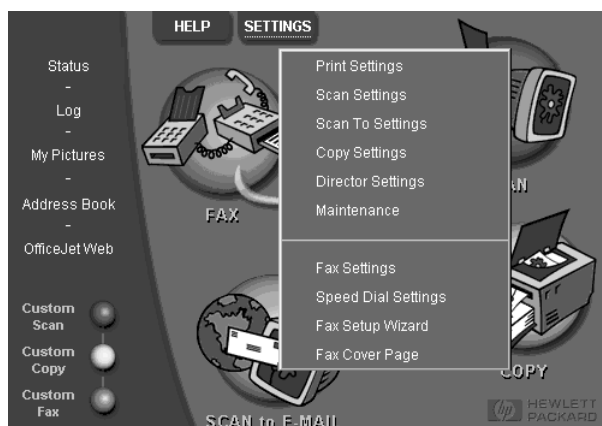 HELP
SETTINGS
Status
-
Log
-
My Pictures
-
Address Book
-
OfficeJet Web
Custom
Scan
Custom
Copy
Custom
Fax
Print Settings
Scan Settings
Scan To Settings
Copy Settings
Director Settings
Maintenance
Fax Settings
Speed Dial Settings
Fax Setup Wizard
Fax Cover Page
FAX
AN
SCAN to E-MAIL
COPY
hp HEWLETT
PACKARD